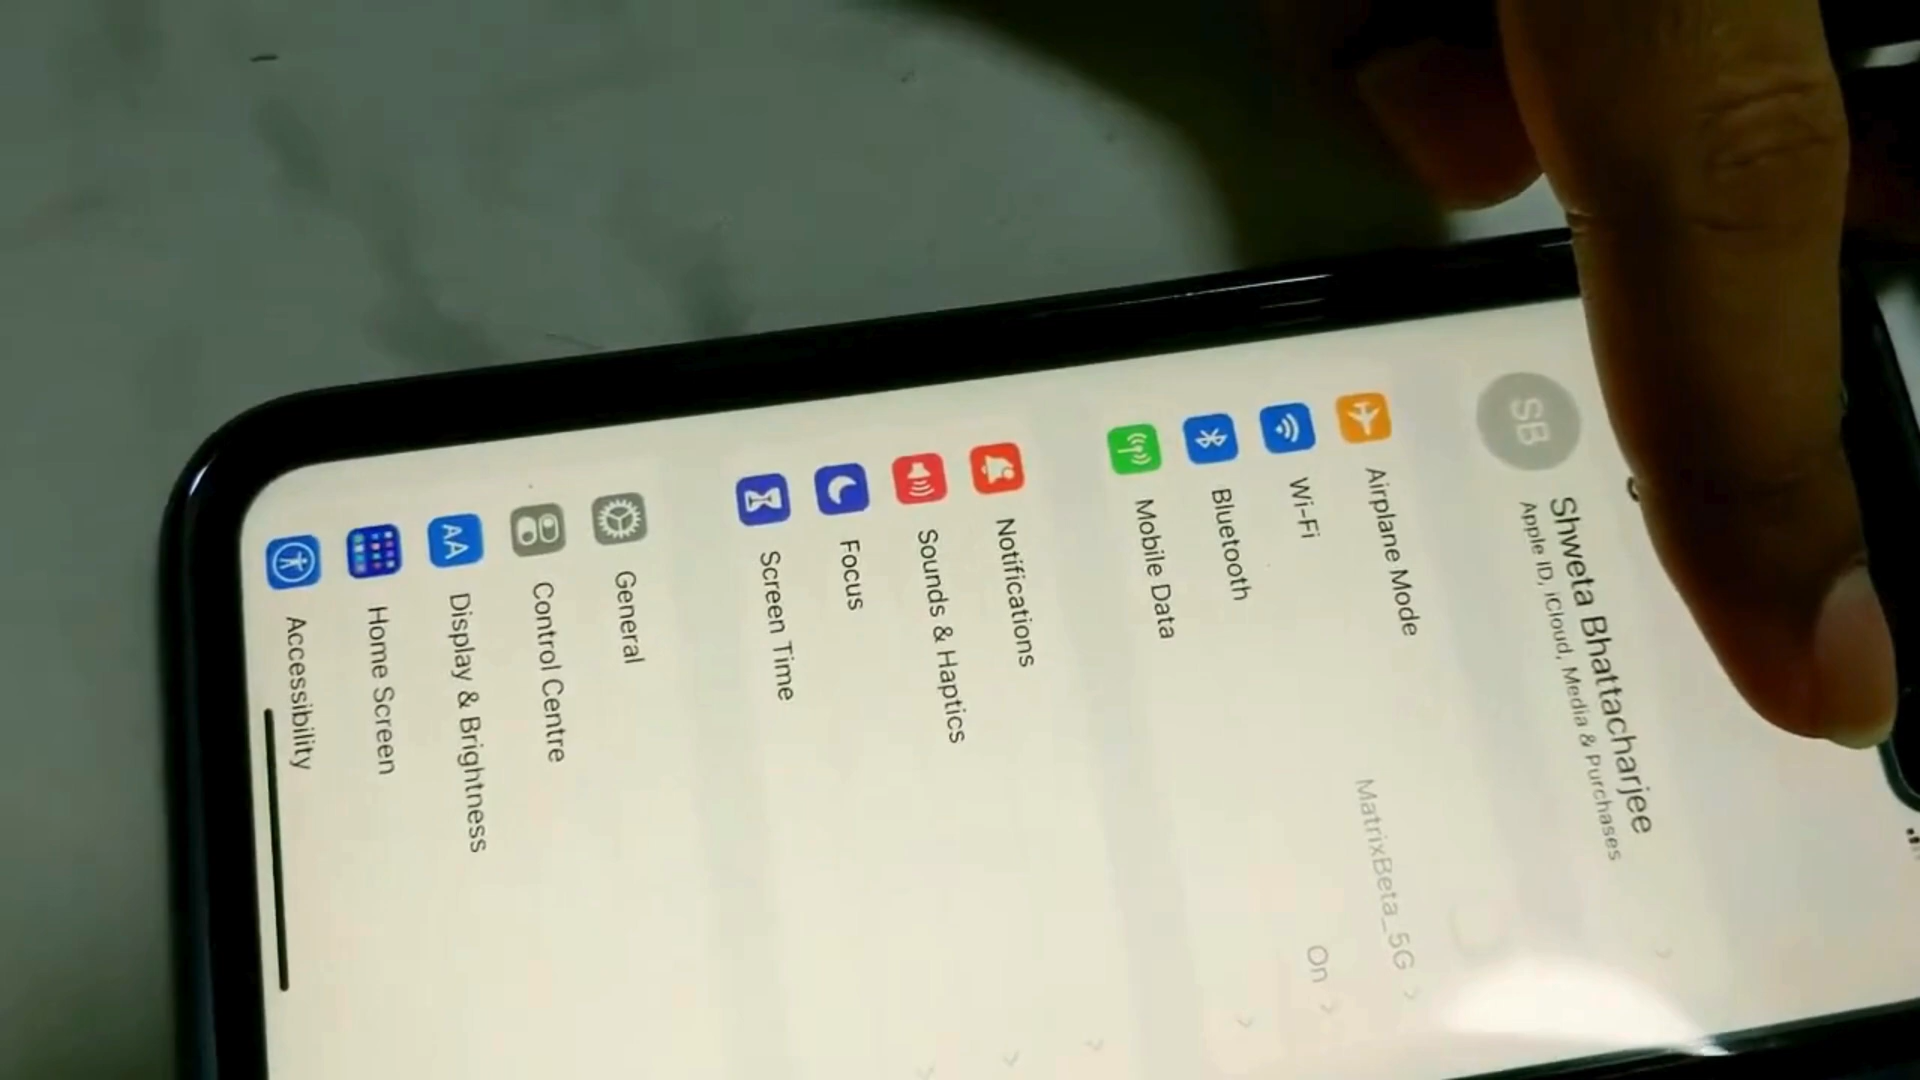 SB
Shweta Bhattacharjee
Apple ID, iCloud, Media & Purchases
Airplane Mode
Wi-Fi MatrixBeta_5G
Bluetooth On
Mobile Data
Notifications
Sounds & Haptics
Focus
Screen Time
General
Control Centre
AA Display & Brightness
Home Screen
Accessibility